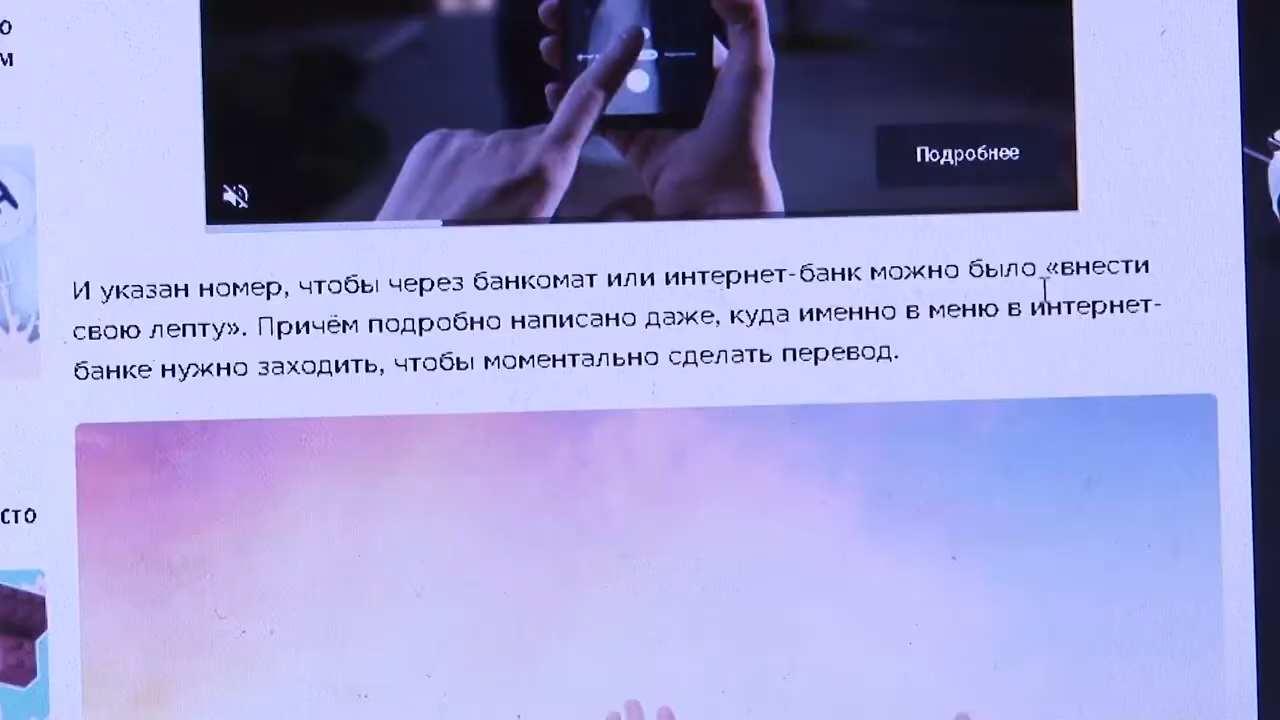 о
м
Подробнее
И указан номер, чтобы через банкомат или интернет-банк можно было «внести
свою лепту». Причём подробно написано даже, куда именно в меню в интернет-
банке нужно заходить, чтобы моментально сделать перевод.
сто